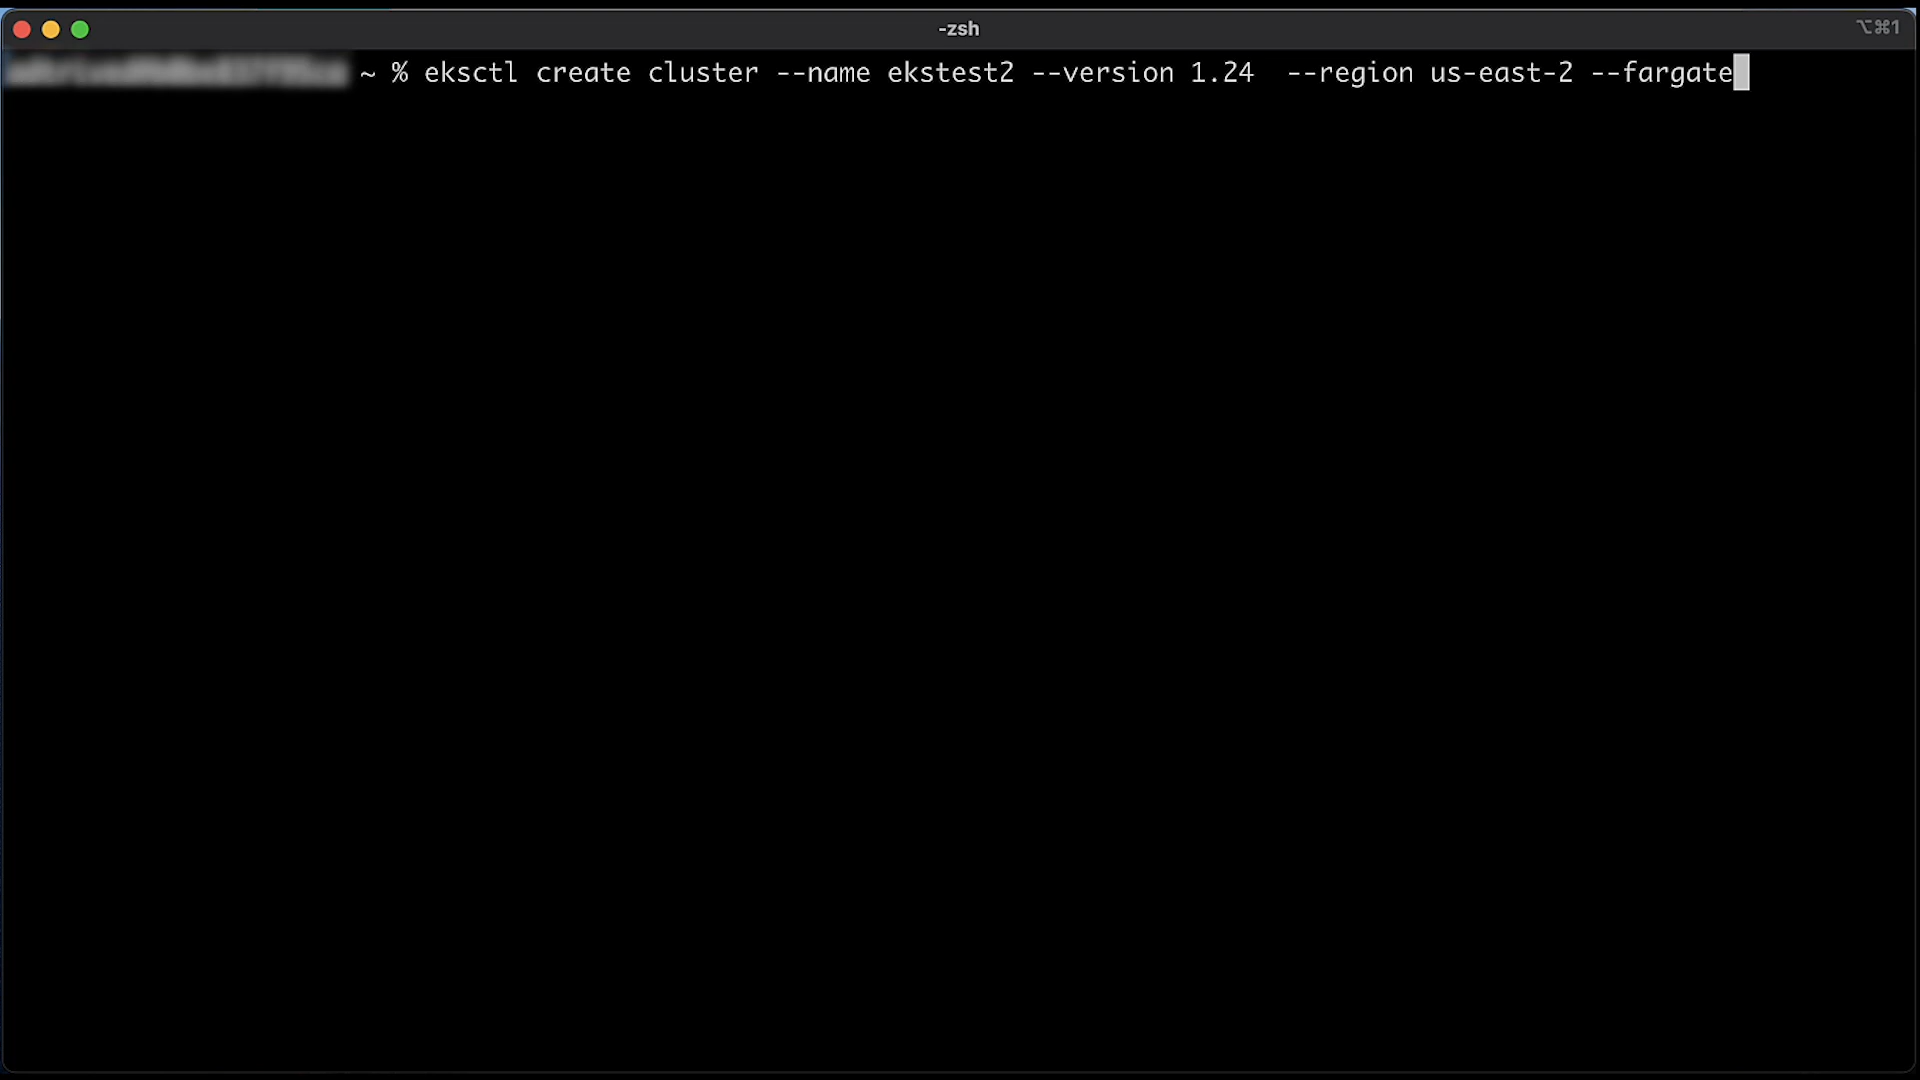 -zsh
⌥⌘1
~ % eksctl create cluster --name ekstest2 --version 1.24  --region us-east-2 --fargate